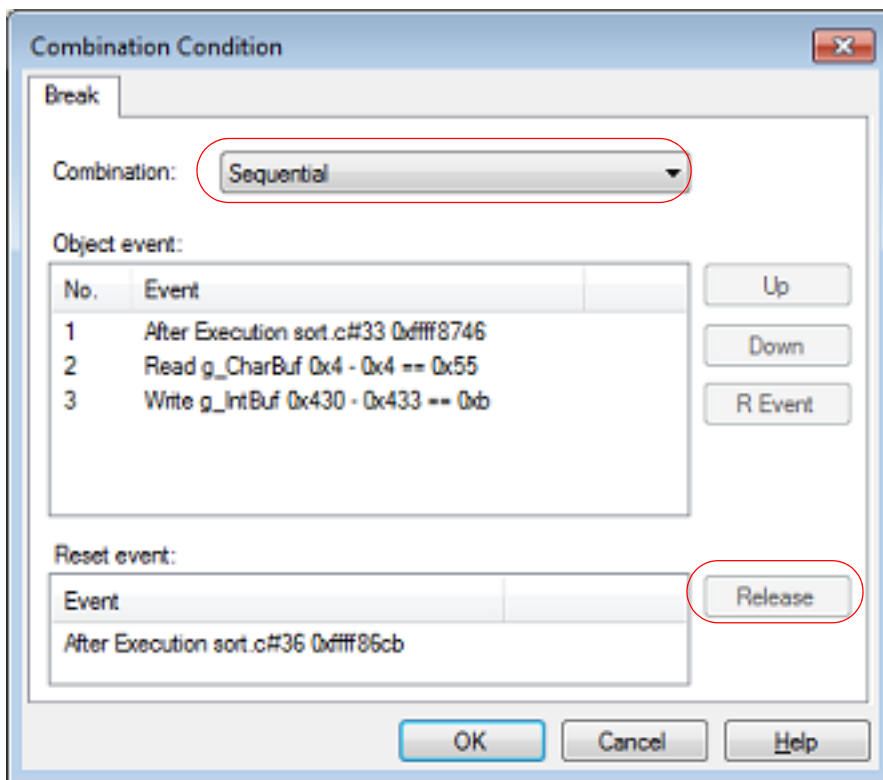 Combination Condition
Break
Combination: Sequential
Object event:
No. Event
1 After Execution sort.c#33 0xffff8746
2 Read g_CharBuf 0x4 - 0x4 == 0x55
3 Write g_IntBuf 0x430 - 0x433 == 0xb
Up
Down
R Event
Reset event:
Event
After Execution sort.c#36 0xffff86cb
Release
OK Cancel Help